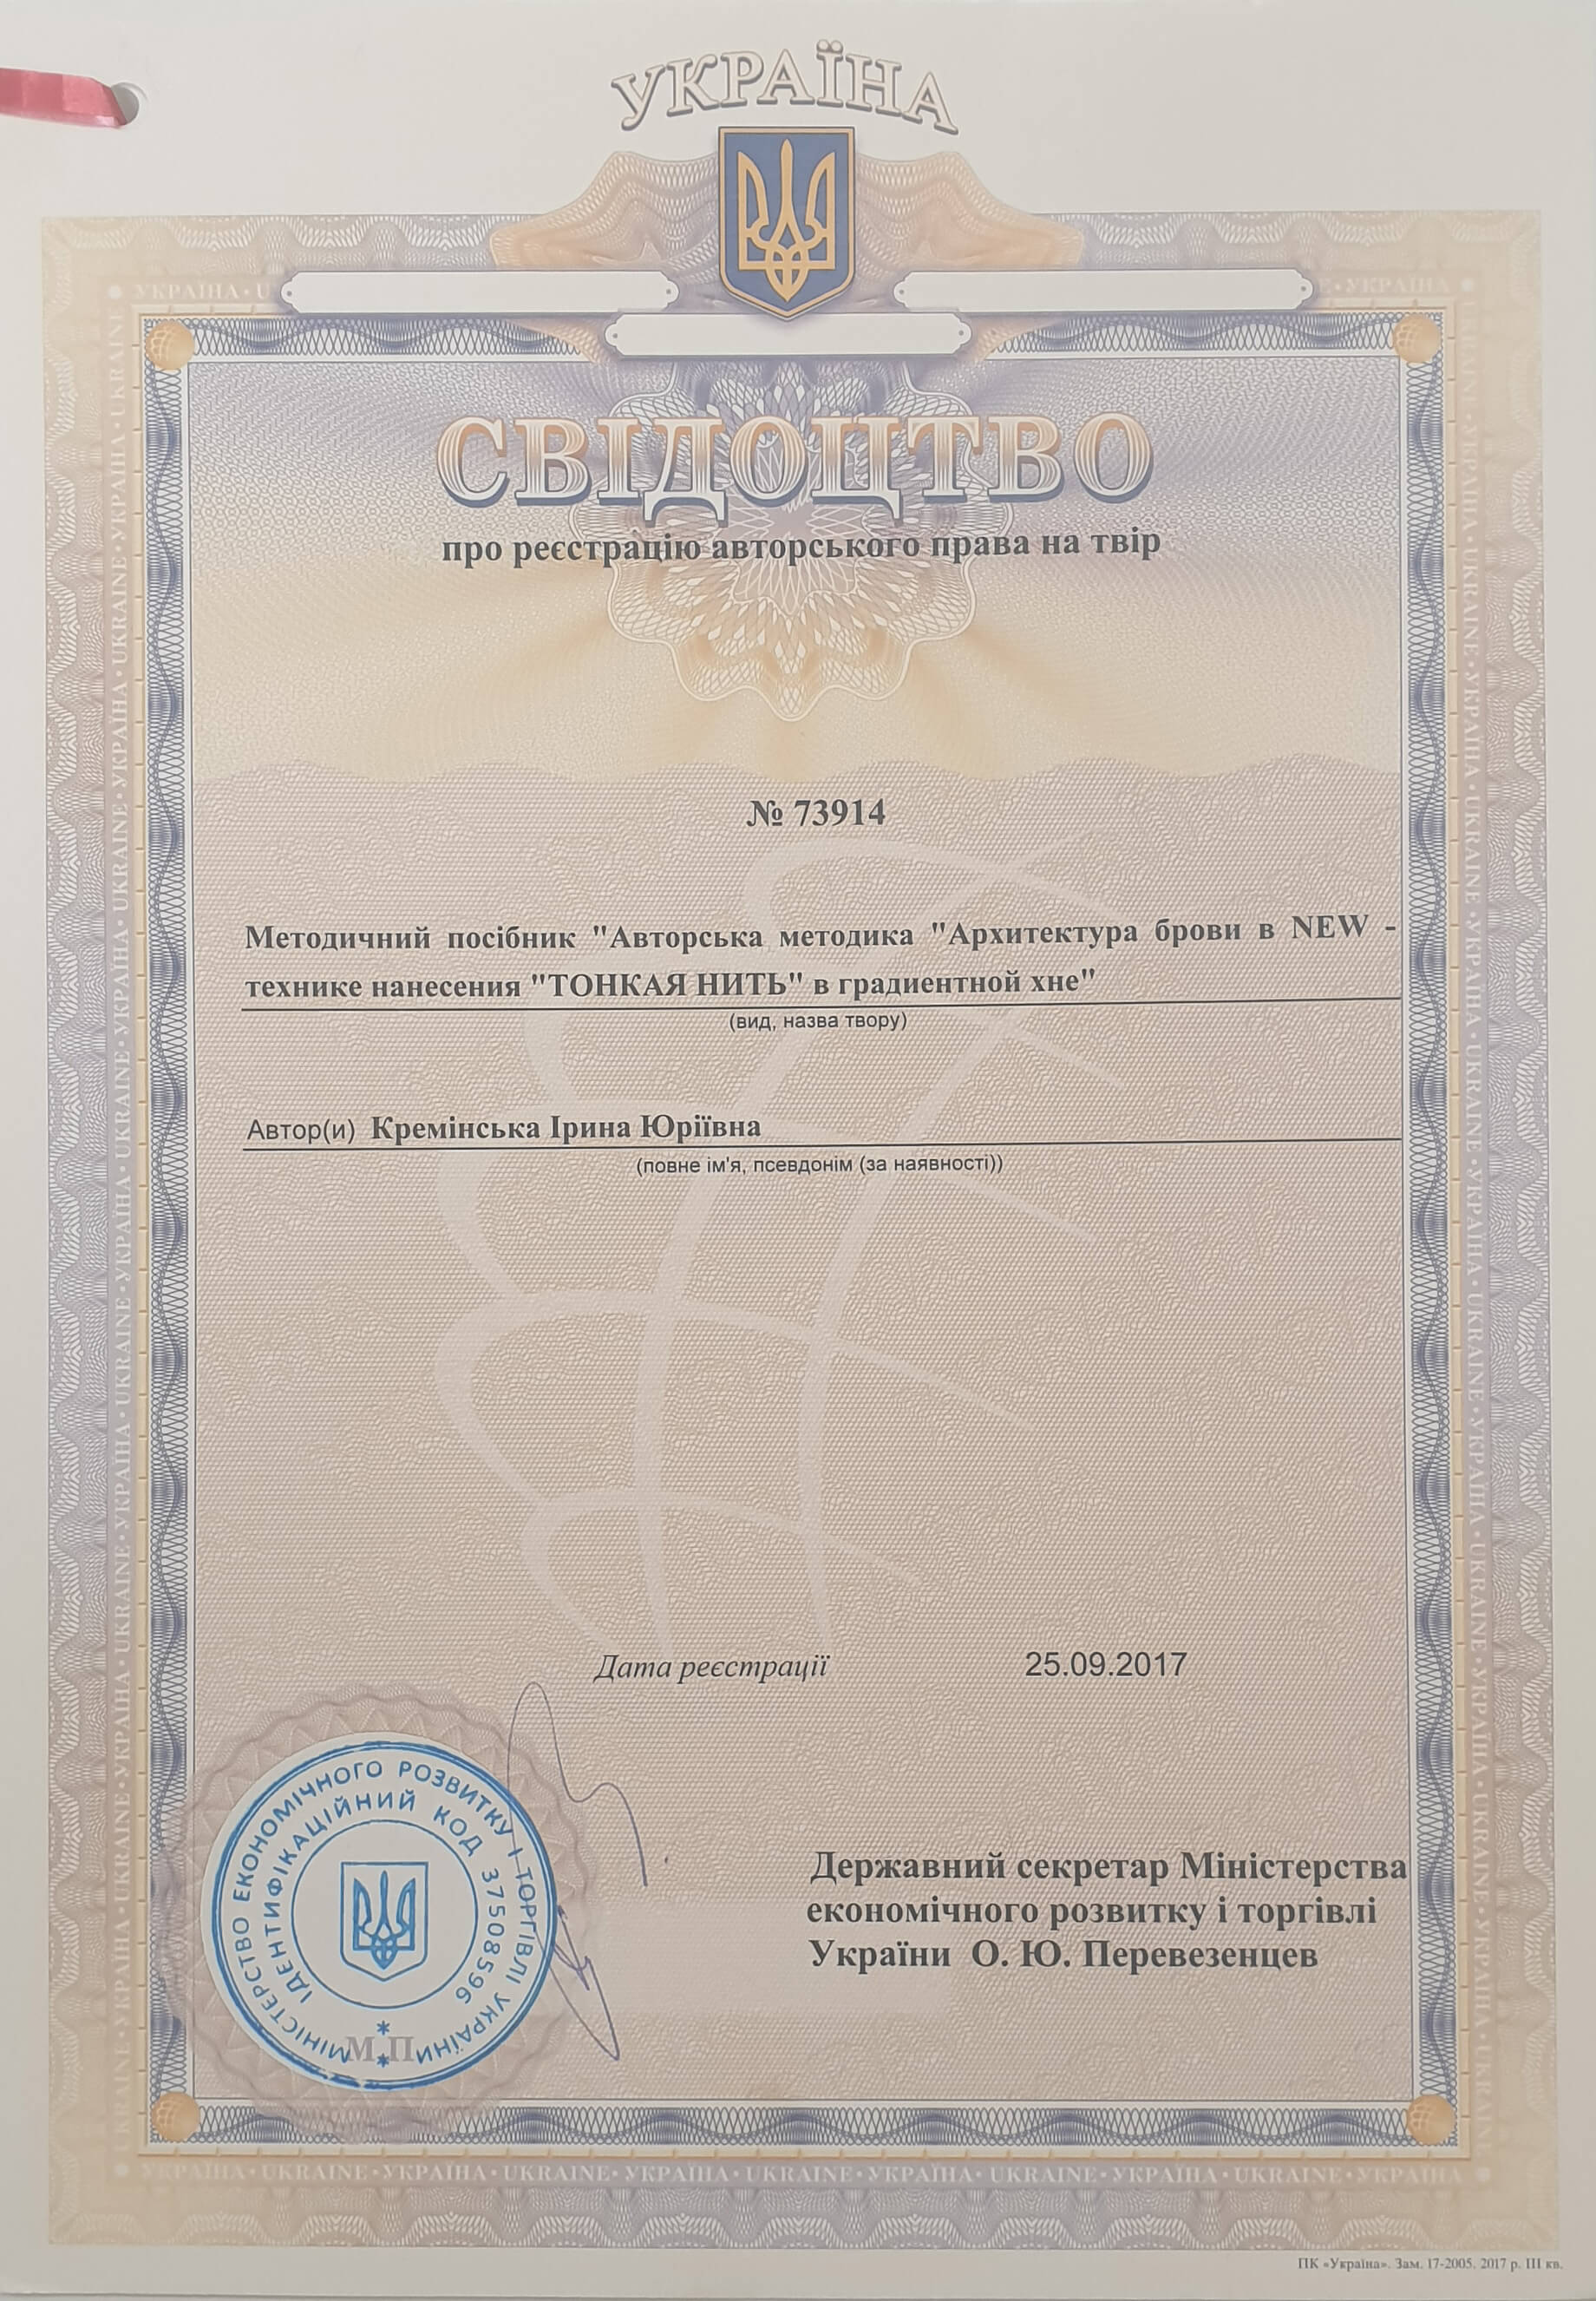 УКРАЇНА
СВІДОЦТВО
про реєстрацію авторського права на твір
№ 73914
Методичний посібник "Авторська методика "Архитектура брови в NEW -
технике нанесения "ТОНКАЯ НИТЬ" в градиентной хне"
(вид, назва твору)
Автор(и) Кремінська Ірина Юріївна
(повне ім'я, псевдонім (за наявності))
Дата реєстрації 25.09.2017
МІНІСТЕРСТВО ЕКОНОМІЧНОГО РОЗВИТКУ І ТОРГІВЛІ УКРАЇНИ *
ІДЕНТИФІКАЦІЙНИЙ КОД 37508596 *
М.П.
Державний секретар Міністерства
економічного розвитку і торгівлі
України О. Ю. Перевезенцев
УКРАЇНА • UKRAINE • УКРАЇНА • UKRAINE • УКРАЇНА • UKRAINE • УКРАЇНА • UKRAINE • УКРАЇНА • UKRAINE • УКРАЇНА
ПК «Україна». Зам. 17-2005. 2017 р. III кв.